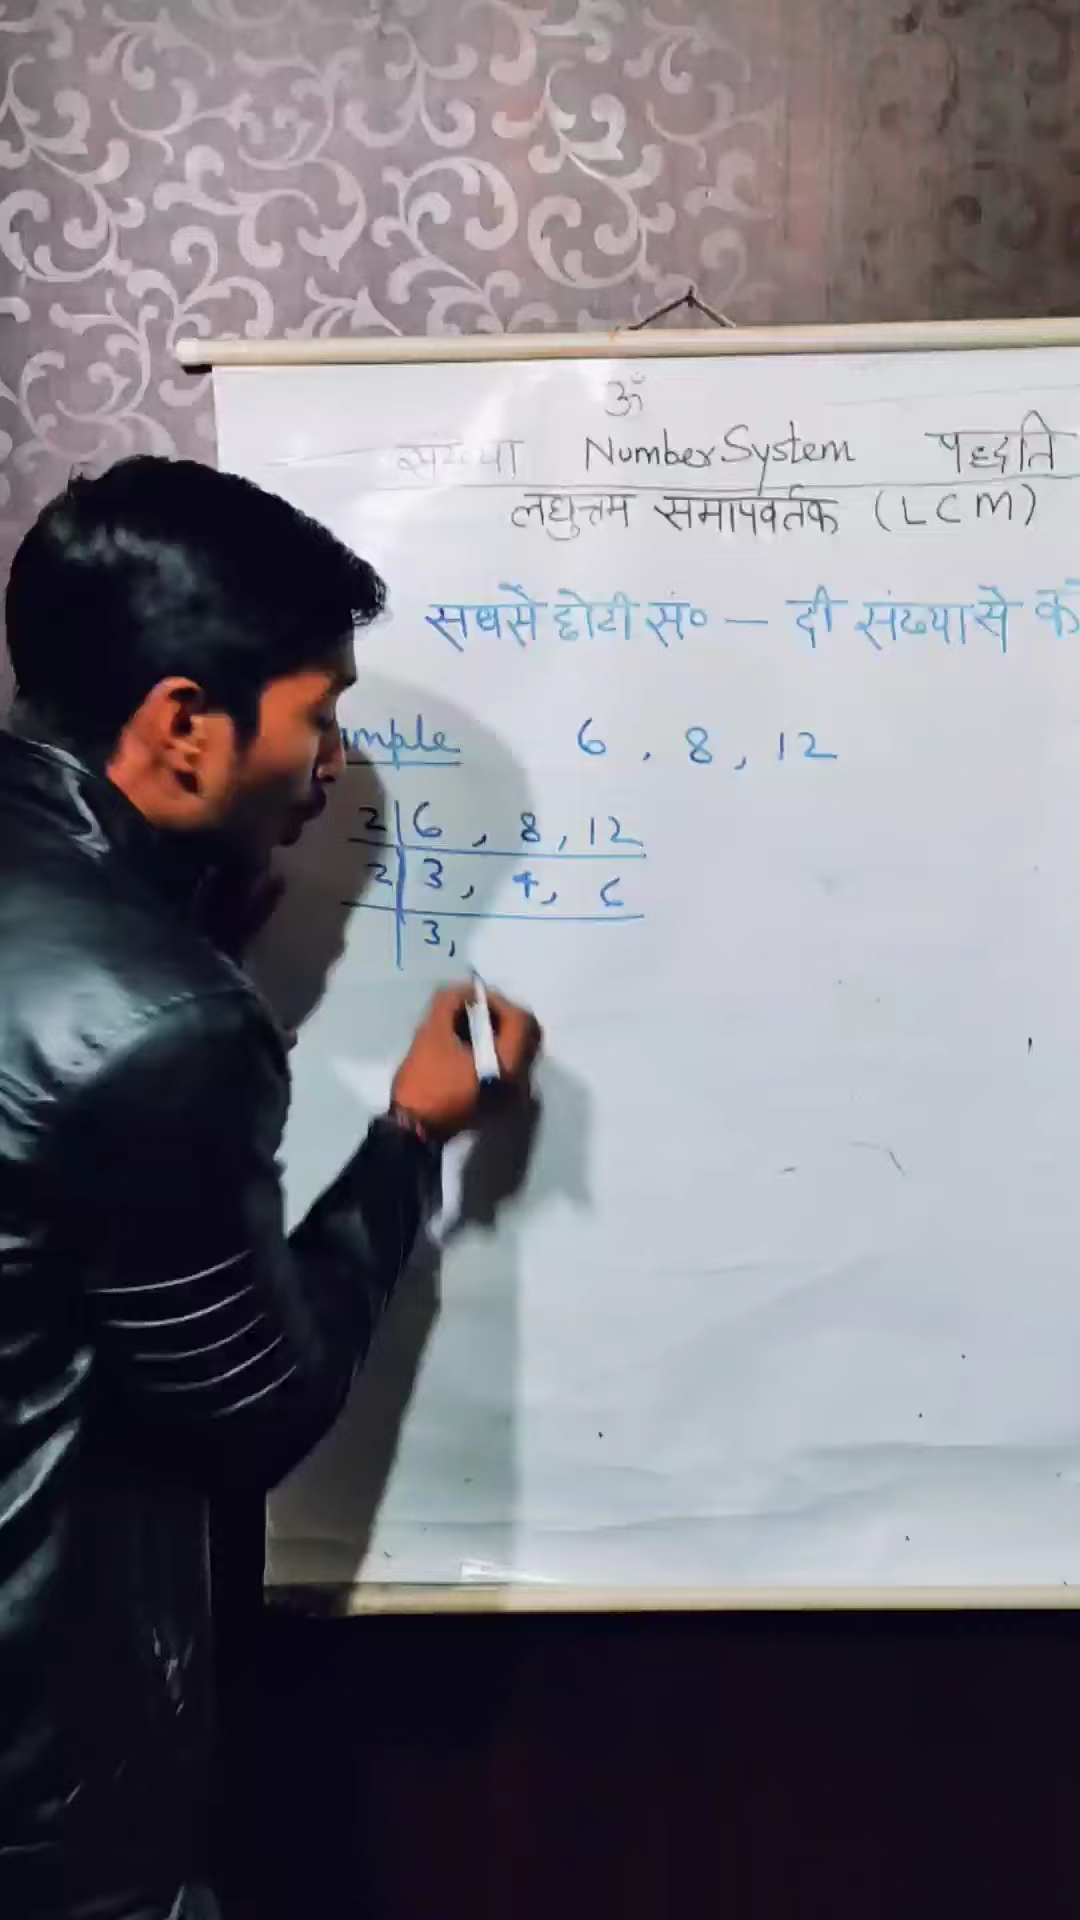 ॐ
संख्या Number System पद्धति
लघुत्तम समापवर्तक (LCM)
सबसे छोटी सं० — दी संख्या से
ample 6 , 8 , 12
2 | 6 , 8 , 12
2 | 3 , 4 , 6
3 ,